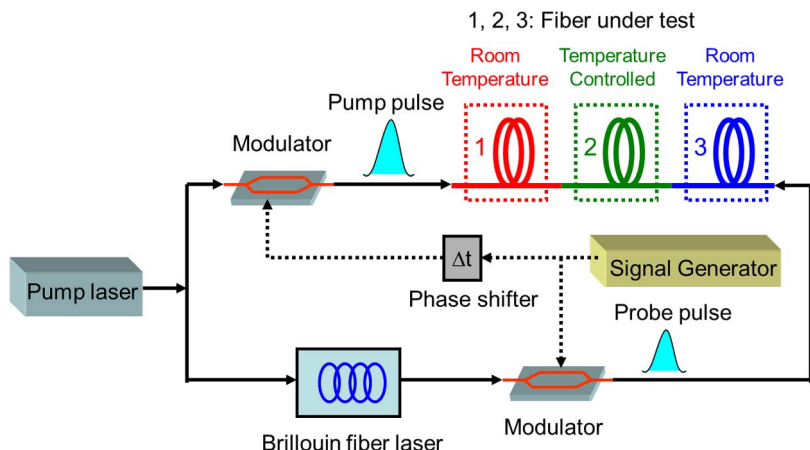 1, 2, 3: Fiber under test
Room
Temperature
Temperature
Controlled
Room
Temperature
Pump pulse
Modulator
1
2
3
Pump laser
Δt
Phase shifter
Signal Generator
Probe pulse
Brillouin fiber laser
Modulator